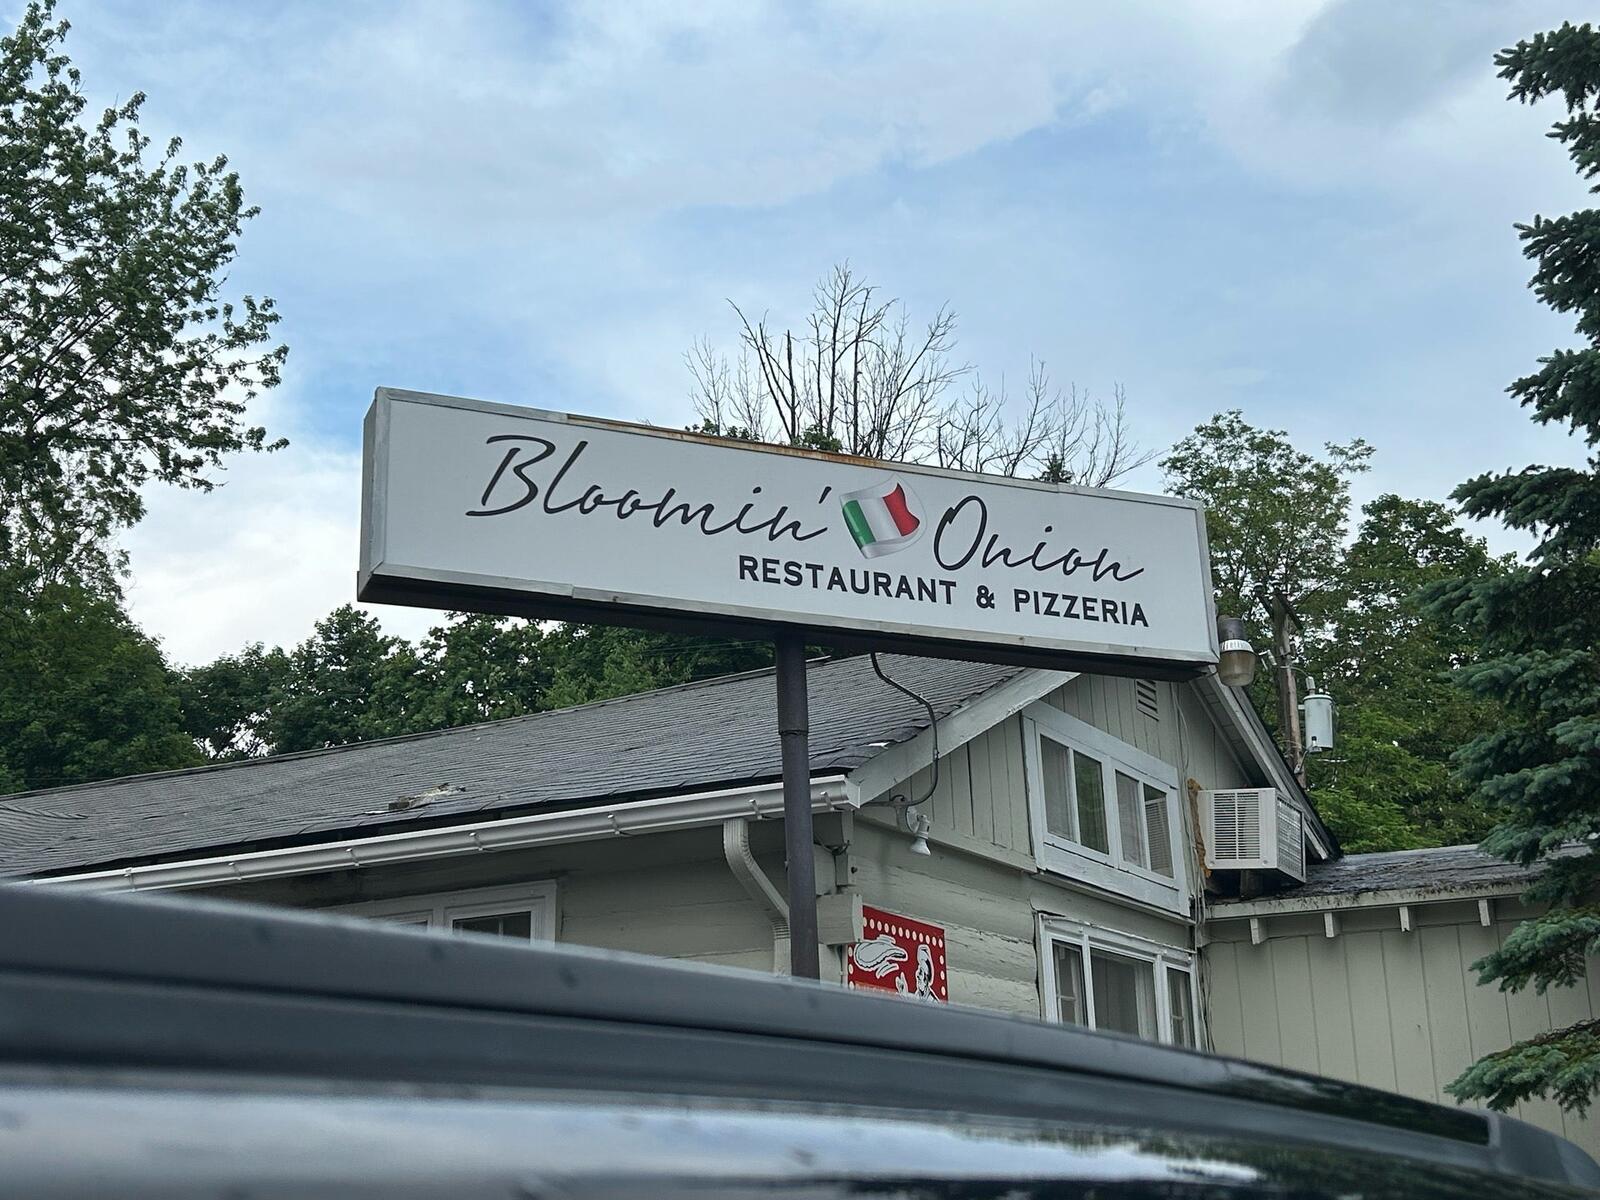 Bloomin' Onion
RESTAURANT & PIZZERIA